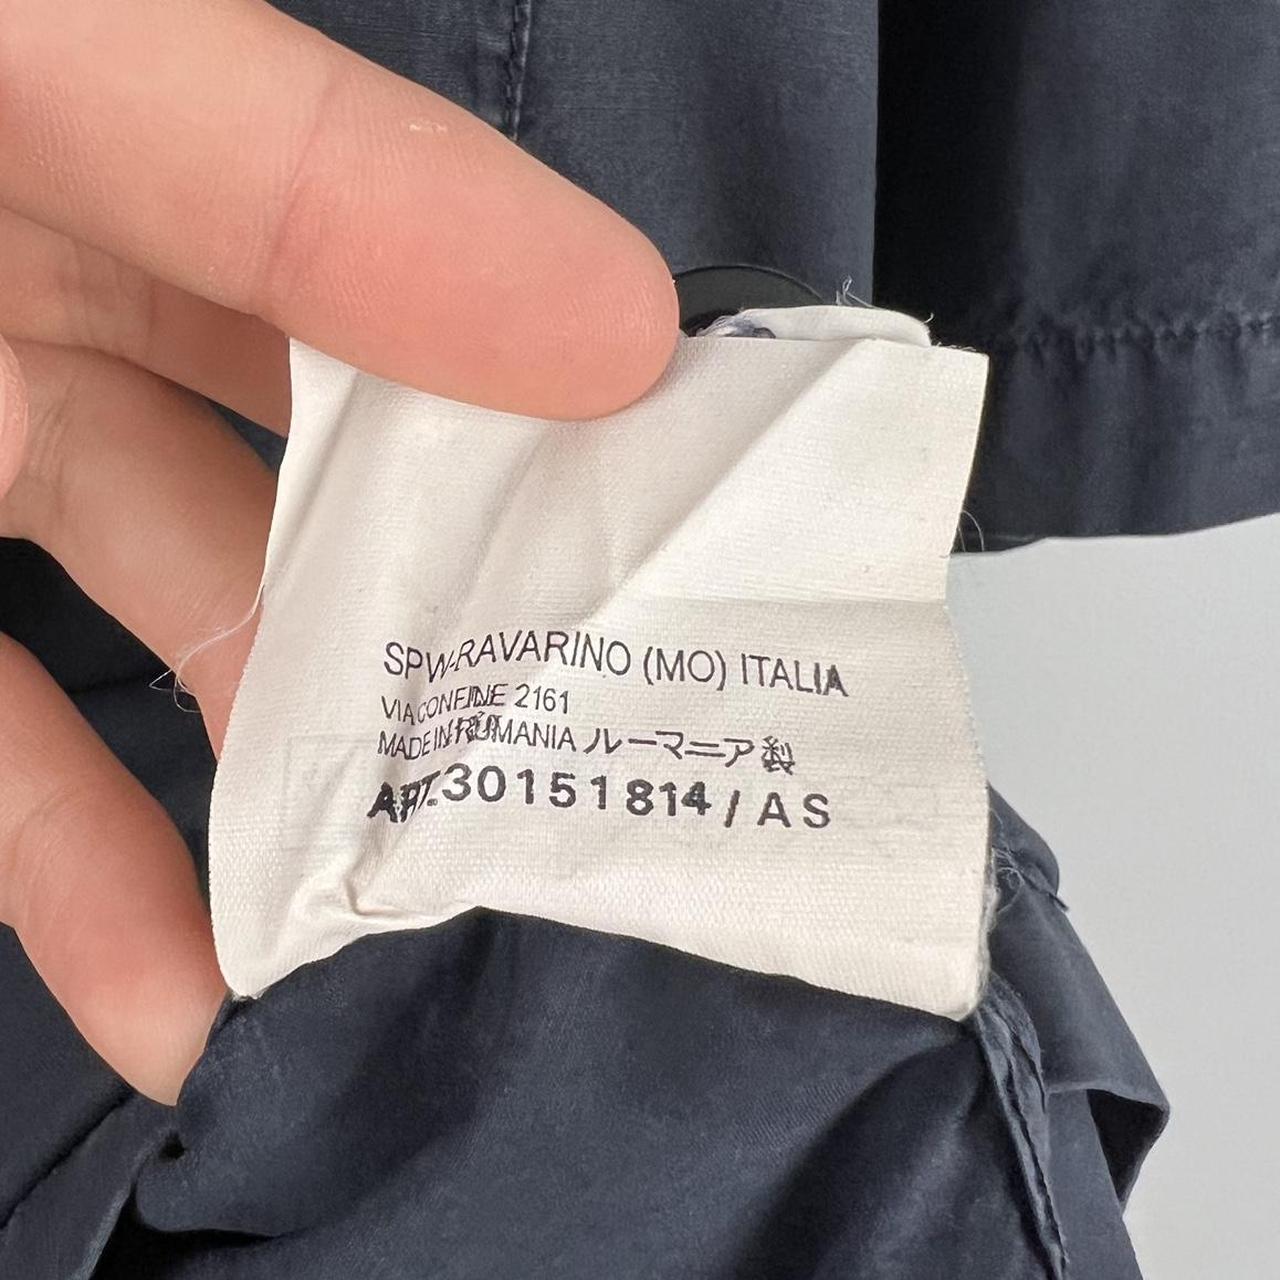 SPW-RAVARINO (MO) ITALIA
VIA CONFINE 2161
MADE IN RUMANIA ルーマニア製
ART.30151814 / AS